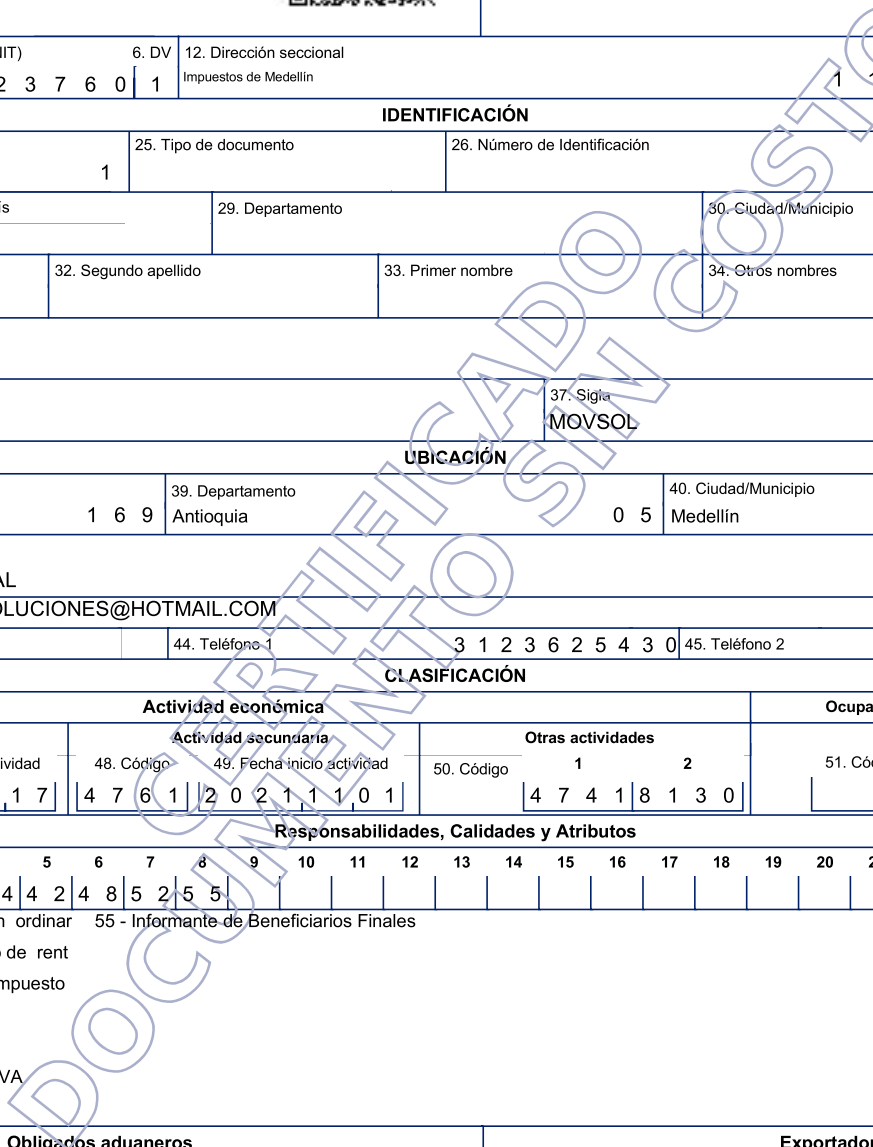 IIT)
6. DV
12. Dirección seccional
2 3 7 6 0 1
Impuestos de Medellín
1 1
IDENTIFICACIÓN
1
25. Tipo de documento
26. Número de Identificación
ís
29. Departamento
30. Ciudad/Municipio
32. Segundo apellido
33. Primer nombre
34. Otros nombres
37. Sigla
MOVSOL
UBICACIÓN
1 6 9
39. Departamento
Antioquia
0 5
40. Ciudad/Municipio
Medellín
AL
OLUCIONES@HOTMAIL.COM
44. Teléfono 1
3 1 2 3 6 2 5 4 3 0
45. Teléfono 2
CLASIFICACIÓN
Actividad económica
Ocupa
Actividad secundaria
Otras actividades
ividad
48. Código
49. Fecha inicio actividad
50. Código
1
2
51. Có
1 7
4 7 6 1
2 0 2 1 1 1 0 1
4 7 4 1
8 1 3 0
Responsabilidades, Calidades y Atributos
5 6 7 8 9 10 11 12 13 14 15 16 17 18 19 20 2
4 4 2 4 8 5 2 5 5
n ordinar 55 - Informante de Beneficiarios Finales
o de rent
mpuesto
VA
Obligados aduaneros
Exportador
CERTIFICADO
DOCUMENTO SIN COSTO